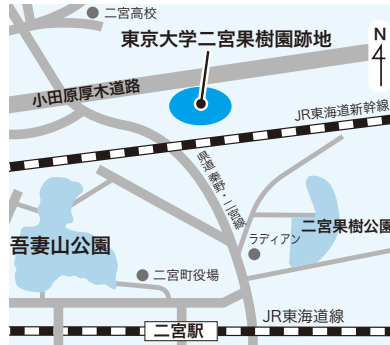 二宮高校
東京大学二宮果樹園跡地
N
4
小田原厚木道路
JR東海道新幹線
県道 秦野・二宮線
二宮果樹公園
ラディアン
吾妻山公園
二宮町役場
JR東海道線
二宮駅